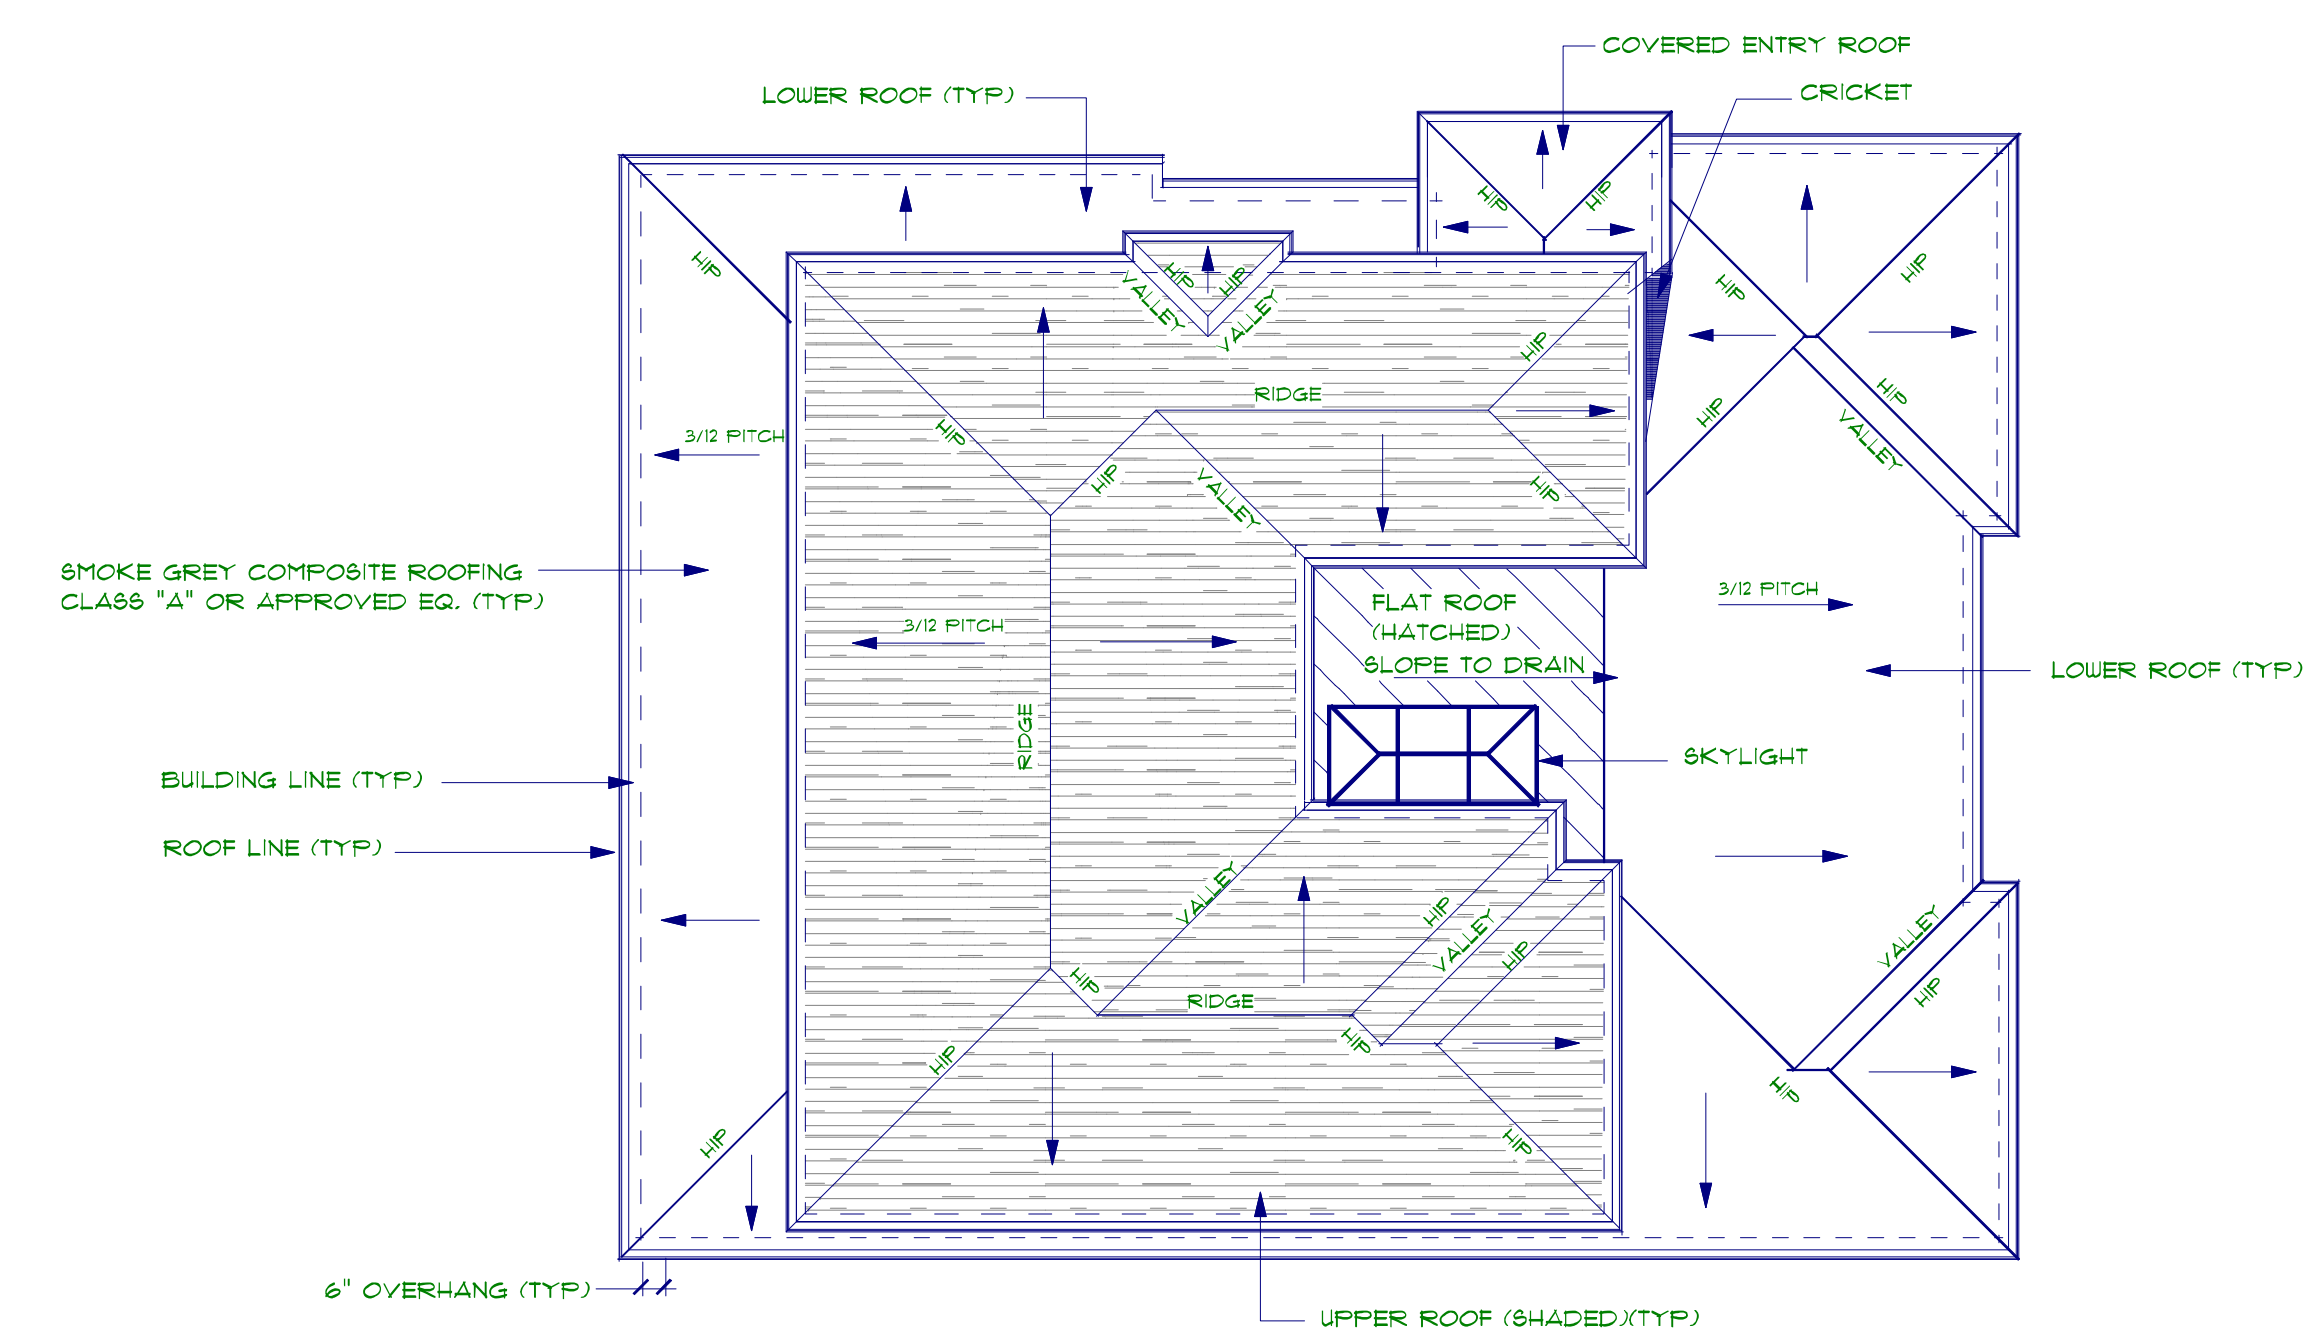 COVERED ENTRY ROOF
CRICKET
LOWER ROOF (TYP)
HIP
HIP
HIP
HIP
HIP
VALLEY
VALLEY
HIP
HIP
HIP
RIDGE
HIP
HIP
HIP
VALLEY
3/12 PITCH
HIP
HIP
VALLEY
HIP
SMOKE GREY COMPOSITE ROOFING
CLASS "A" OR APPROVED EQ. (TYP)
3/12 PITCH
FLAT ROOF
(HATCHED)
SLOPE TO DRAIN
3/12 PITCH
LOWER ROOF (TYP)
RIDGE
SKYLIGHT
BUILDING LINE (TYP)
ROOF LINE (TYP)
VALLEY
HIP
VALLEY
HIP
VALLEY
HIP
HIP
RIDGE
HIP
HIP
HIP
HIP
HIP
6" OVERHANG (TYP)
UPPER ROOF (SHADED)(TYP)